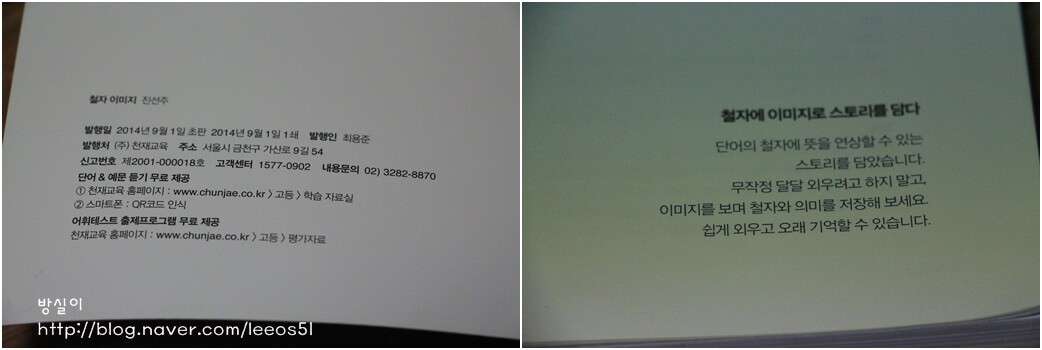 철자 이미지 진선주
발행일 2014년 9월 1일 초판 2014년 9월 1일 1쇄 발행인 최용준
발행처 (주) 천재교육 주소 서울시 금천구 가산로 9길 54
신고번호 제2001-000018호 고객센터 1577-0902 내용문의 02) 3282-8870
단어 & 예문 듣기 무료 제공
① 천재교육 홈페이지 : www.chunjae.co.kr 〉고등 〉학습 자료실
② 스마트폰 : QR코드 인식
어휘테스트 출제프로그램 무료 제공
천재교육 홈페이지 : www.chunjae.co.kr 〉고등 〉평가자료
방실이
http://blog.naver.com/leeos51
철자에 이미지로 스토리를 담다
단어의 철자에 뜻을 연상할 수 있는
스토리를 담았습니다.
무작정 달달 외우려고 하지 말고,
이미지를 보며 철자와 의미를 저장해 보세요.
쉽게 외우고 오래 기억할 수 있습니다.